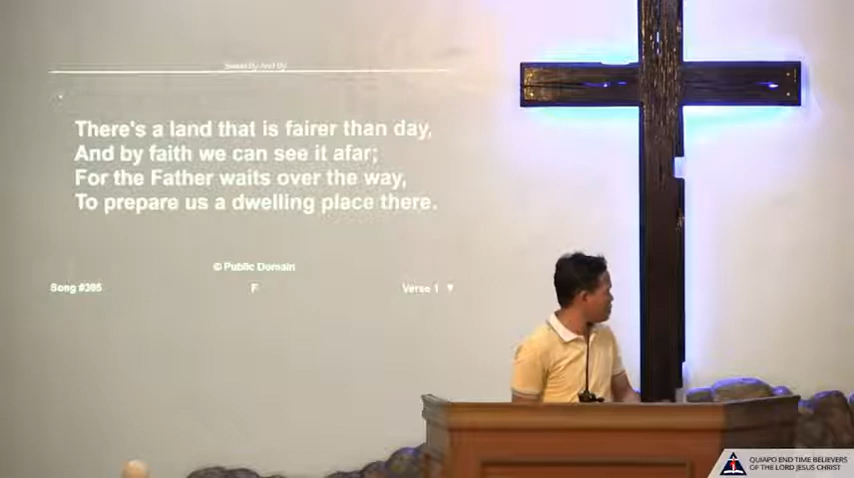 Sweet By And By
There's a land that is fairer than day,
And by faith we can see it afar;
For the Father waits over the way,
To prepare us a dwelling place there.
© Public Domain
Song #395
F
Verse 1 ▼
QUIAPO END TIME BELIEVERS
OF THE LORD JESUS CHRIST